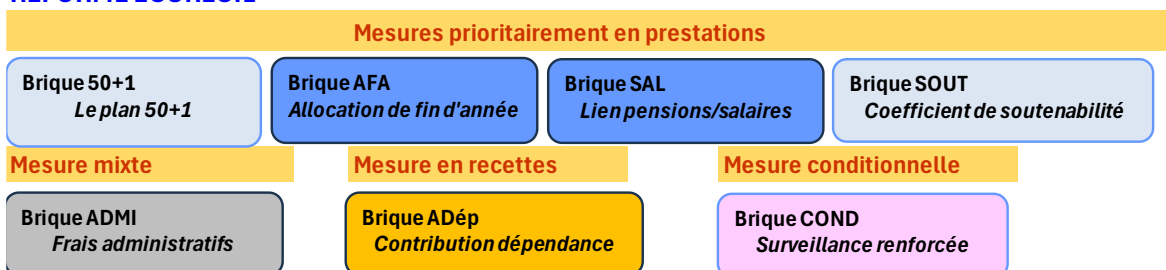 Mesures prioritairement en prestations
Brique 50+1
Le plan 50+1
Brique AFA
Allocation de fin d'année
Brique SAL
Lien pensions/salaires
Brique SOUT
Coefficient de soutenabilité
Mesure mixte
Mesure en recettes
Mesure conditionnelle
Brique ADMI
Frais administratifs
Brique ADép
Contribution dépendance
Brique COND
Surveillance renforcée